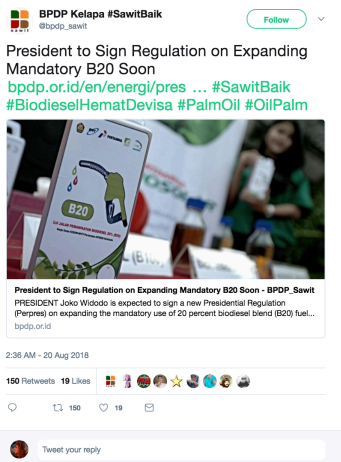 BPDP Kelapa #SawitBaik
@bpdp_sawit
Follow
President to Sign Regulation on Expanding
Mandatory B20 Soon
bpdp.or.id/en/energi/pres … #SawitBaik
#BiodieselHematDevisa #PalmOil #OilPalm
B20
President to Sign Regulation on Expanding Mandatory B20 Soon - BPDP_Sawit
PRESIDENT Joko Widodo is expected to sign a new Presidential Regulation
(Perpres) on expanding the mandatory use of 20 percent biodiesel blend (B20) fuel...
bpdp.or.id
2:36 AM - 20 Aug 2018
150 Retweets 19 Likes
150
19
Tweet your reply